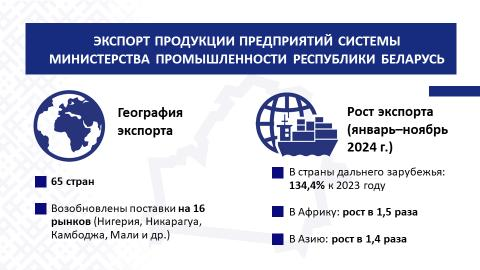 ЭКСПОРТ ПРОДУКЦИИ ПРЕДПРИЯТИЙ СИСТЕМЫ
МИНИСТЕРСТВА ПРОМЫШЛЕННОСТИ РЕСПУБЛИКИ БЕЛАРУСЬ
География
экспорта
65 стран
Возобновлены поставки на 16
рынков (Нигерия, Никарагуа,
Камбоджа, Мали и др.)
Рост экспорта
(январь–ноябрь
2024 г.)
В страны дальнего зарубежья:
134,4% к 2023 году
В Африку: рост в 1,5 раза
В Азию: рост в 1,4 раза